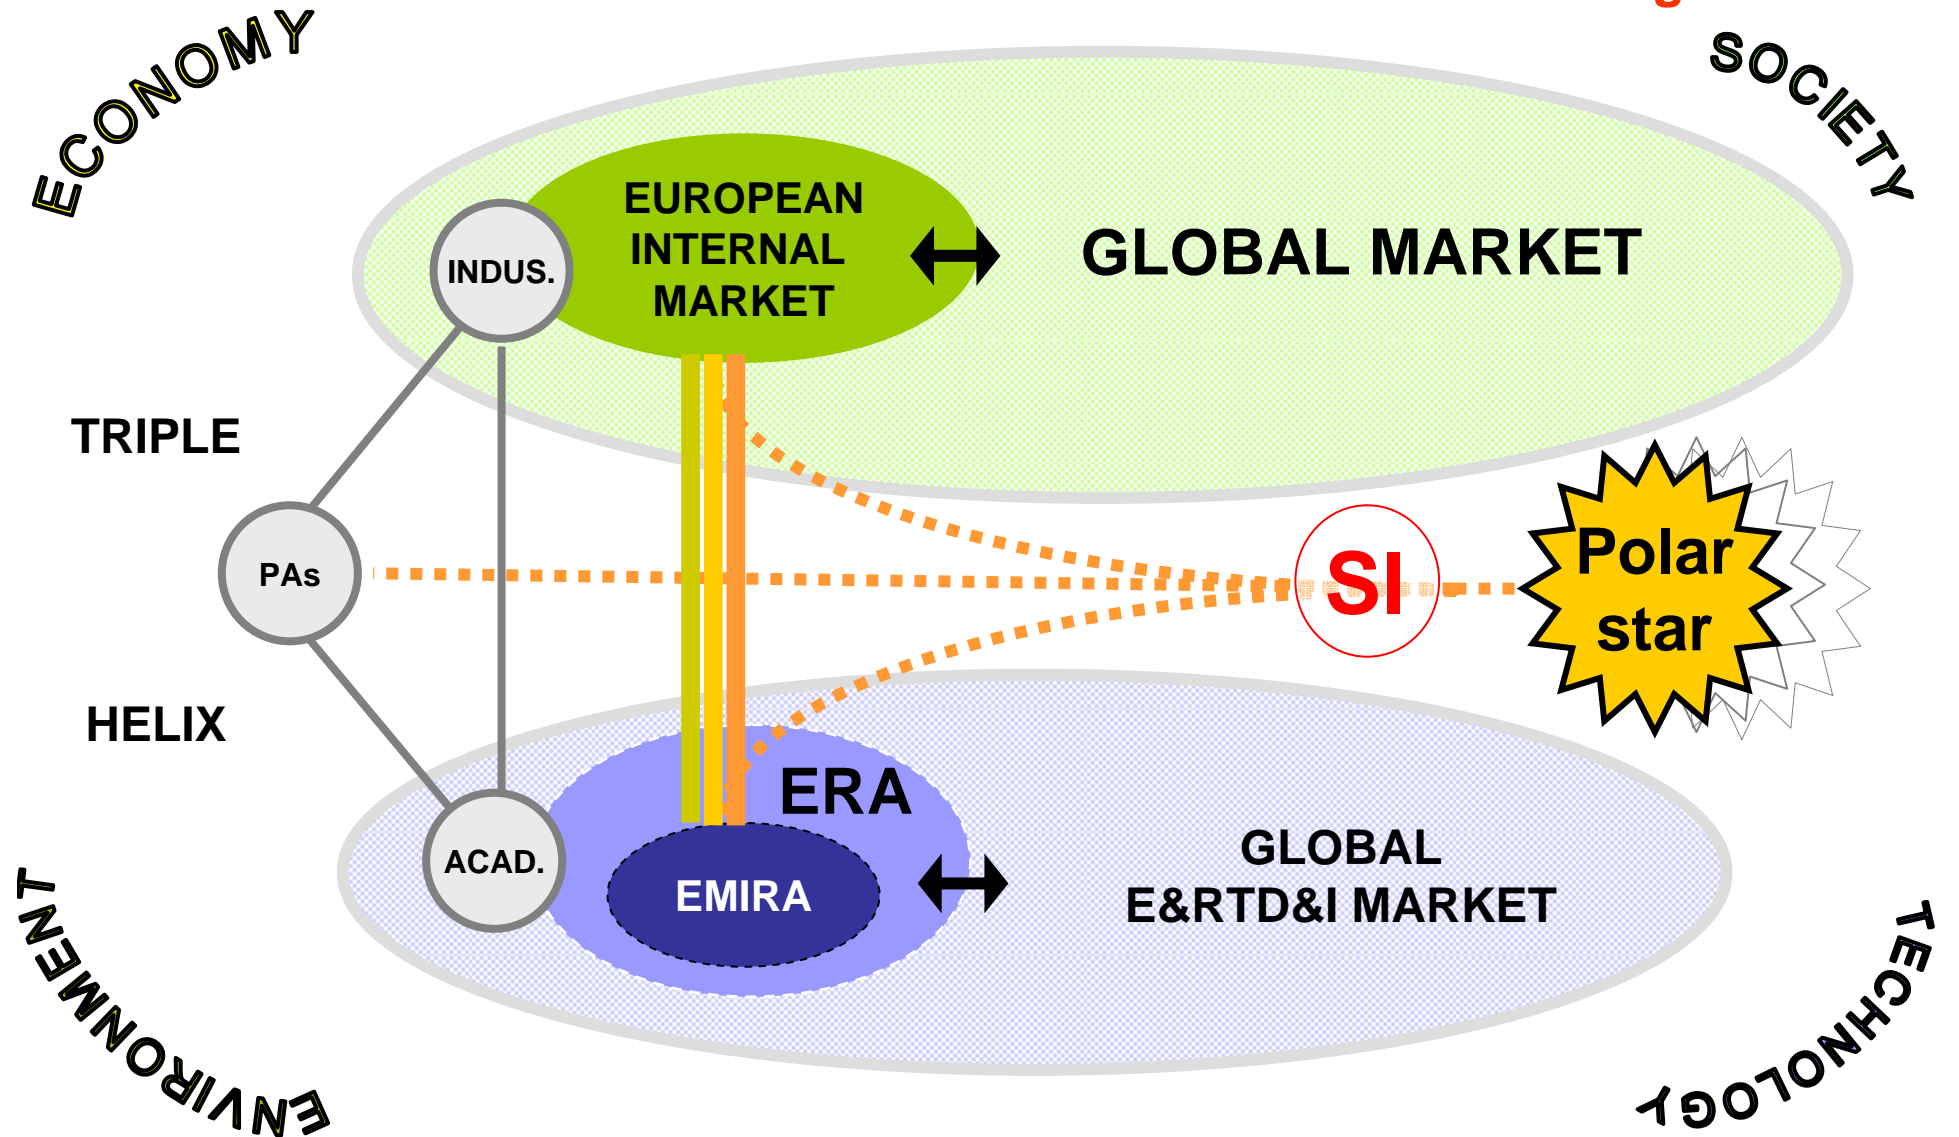 ECONOMY
SOCIETY
EUROPEAN
INTERNAL
MARKET
GLOBAL MARKET
INDUS.
TRIPLE
PAs
SI
Polar
star
HELIX
ERA
ACAD.
EMIRA
GLOBAL
E&RTD&I MARKET
ENVIRONMENT
TECHNOLOGY